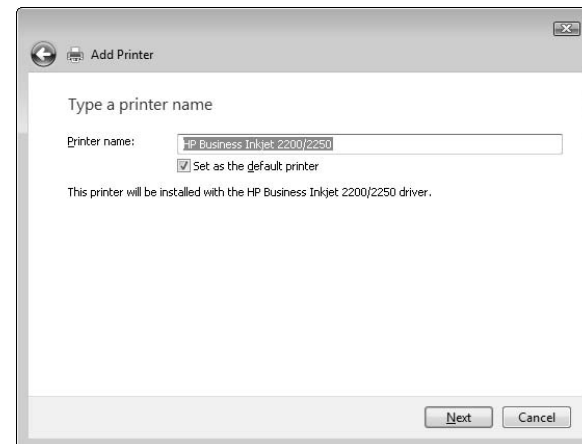 Add Printer
Type a printer name
Printer name: HP Business Inkjet 2200/2250
Set as the default printer
This printer will be installed with the HP Business Inkjet 2200/2250 driver.
Next Cancel